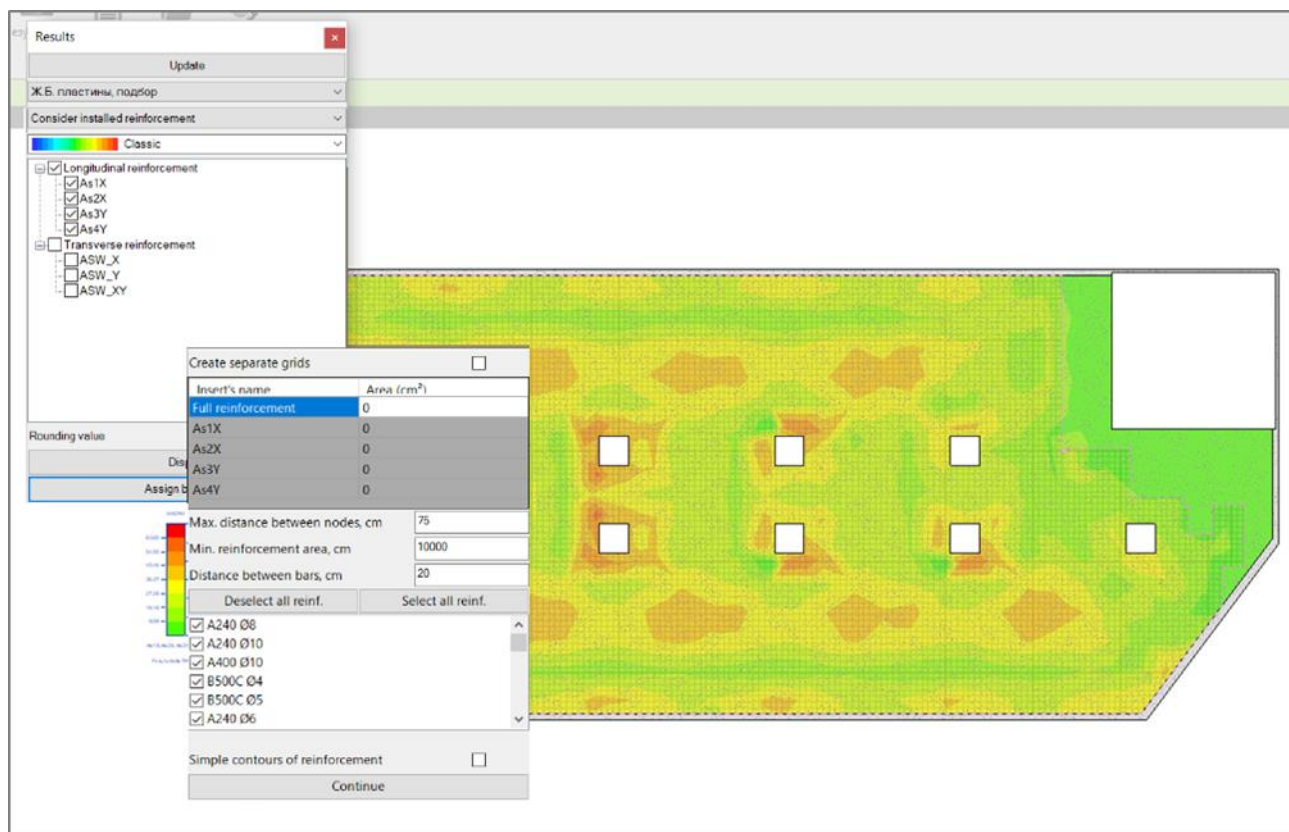 Results
Update
Ж.Б. пластины, подбор
Consider installed reinforcement
Classic
Longitudinal reinforcement
As1X
As2X
As3Y
As4Y
Transverse reinforcement
ASW_X
ASW_Y
ASW_XY
Create separate grids
Insert's name Area (cm²)
Full reinforcement 0
As1X 0
As2X 0
As3Y 0
As4Y 0
Rounding value
Assign
Max. distance between nodes, cm 75
Min. reinforcement area, cm 10000
Distance between bars, cm 20
Deselect all reinf. Select all reinf.
A240 Ø8
A240 Ø10
A400 Ø10
B500C Ø4
B500C Ø5
A240 Ø6
Simple contours of reinforcement
Continue